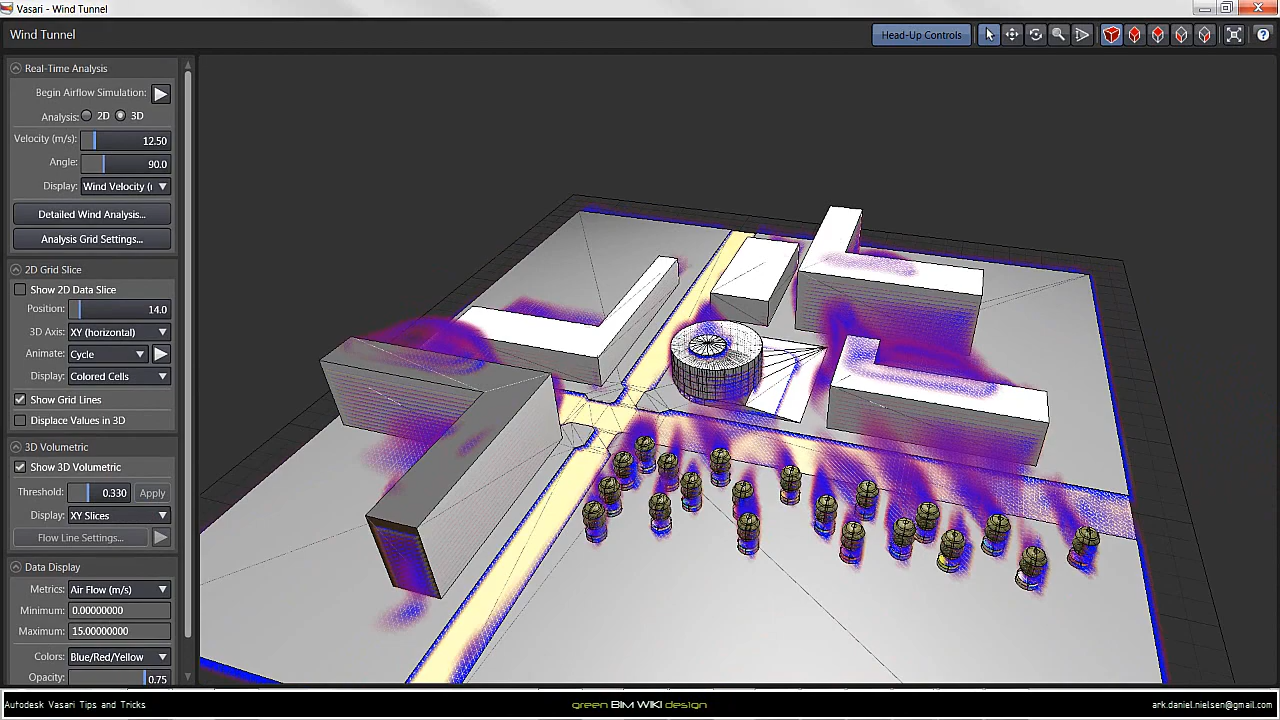 Vasari - Wind Tunnel
Wind Tunnel
Head-Up Controls
Real-Time Analysis
Begin Airflow Simulation:
Analysis: 2D 3D
Velocity (m/s): 12.50
Angle: 90.0
Display: Wind Velocity (
Detailed Wind Analysis...
Analysis Grid Settings...
2D Grid Slice
Show 2D Data Slice
Position: 14.0
3D Axis: XY (horizontal)
Animate: Cycle
Display: Colored Cells
Show Grid Lines
Displace Values in 3D
3D Volumetric
Show 3D Volumetric
Threshold: 0.330 Apply
Display: XY Slices
Flow Line Settings...
Data Display
Metrics: Air Flow (m/s)
Minimum: 0.00000000
Maximum: 15.00000000
Colors: Blue/Red/Yellow
Opacity: 0.75
Autodesk Vasari Tips and Tricks
green BIM WIKI design
ark.daniel.nielsen@gmail.com